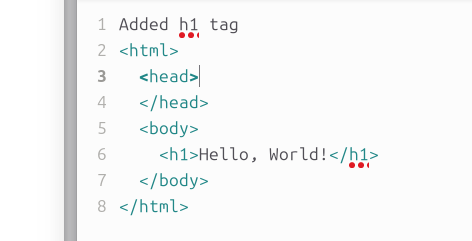 1 Added h1 tag
2 <html>
3   <head>
4   </head>
5   <body>
6     <h1>Hello, World!</h1>
7   </body>
8 </html>